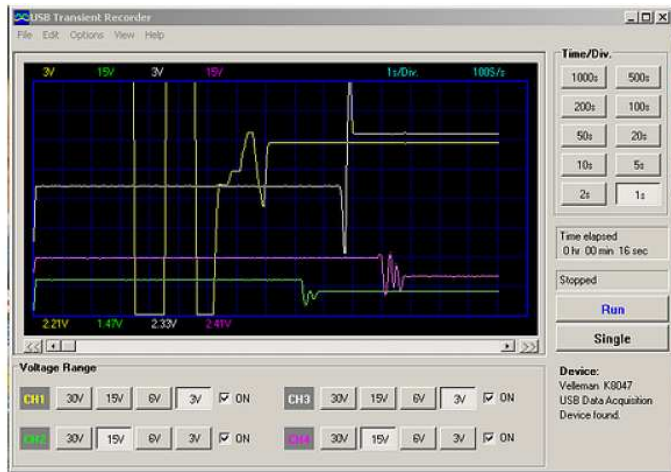 USB Transient Recorder
File Edit Options View Help
3V 15V 3V 15V 1s/Div. 100S/s
2.21V 1.47V 2.33V 2.41V
Time/Div.
1000s 500s
200s 100s
50s 20s
10s 5s
2s 1s
Time elapsed
0 hr 00 min 16 sec
Stopped
Run
Single
Device:
Velleman K8047
USB Data Acquisition
Device found.
Voltage Range
CH1 30V 15V 6V 3V ON CH3 30V 15V 6V 3V ON
CH2 30V 15V 6V 3V ON CH4 30V 15V 6V 3V ON